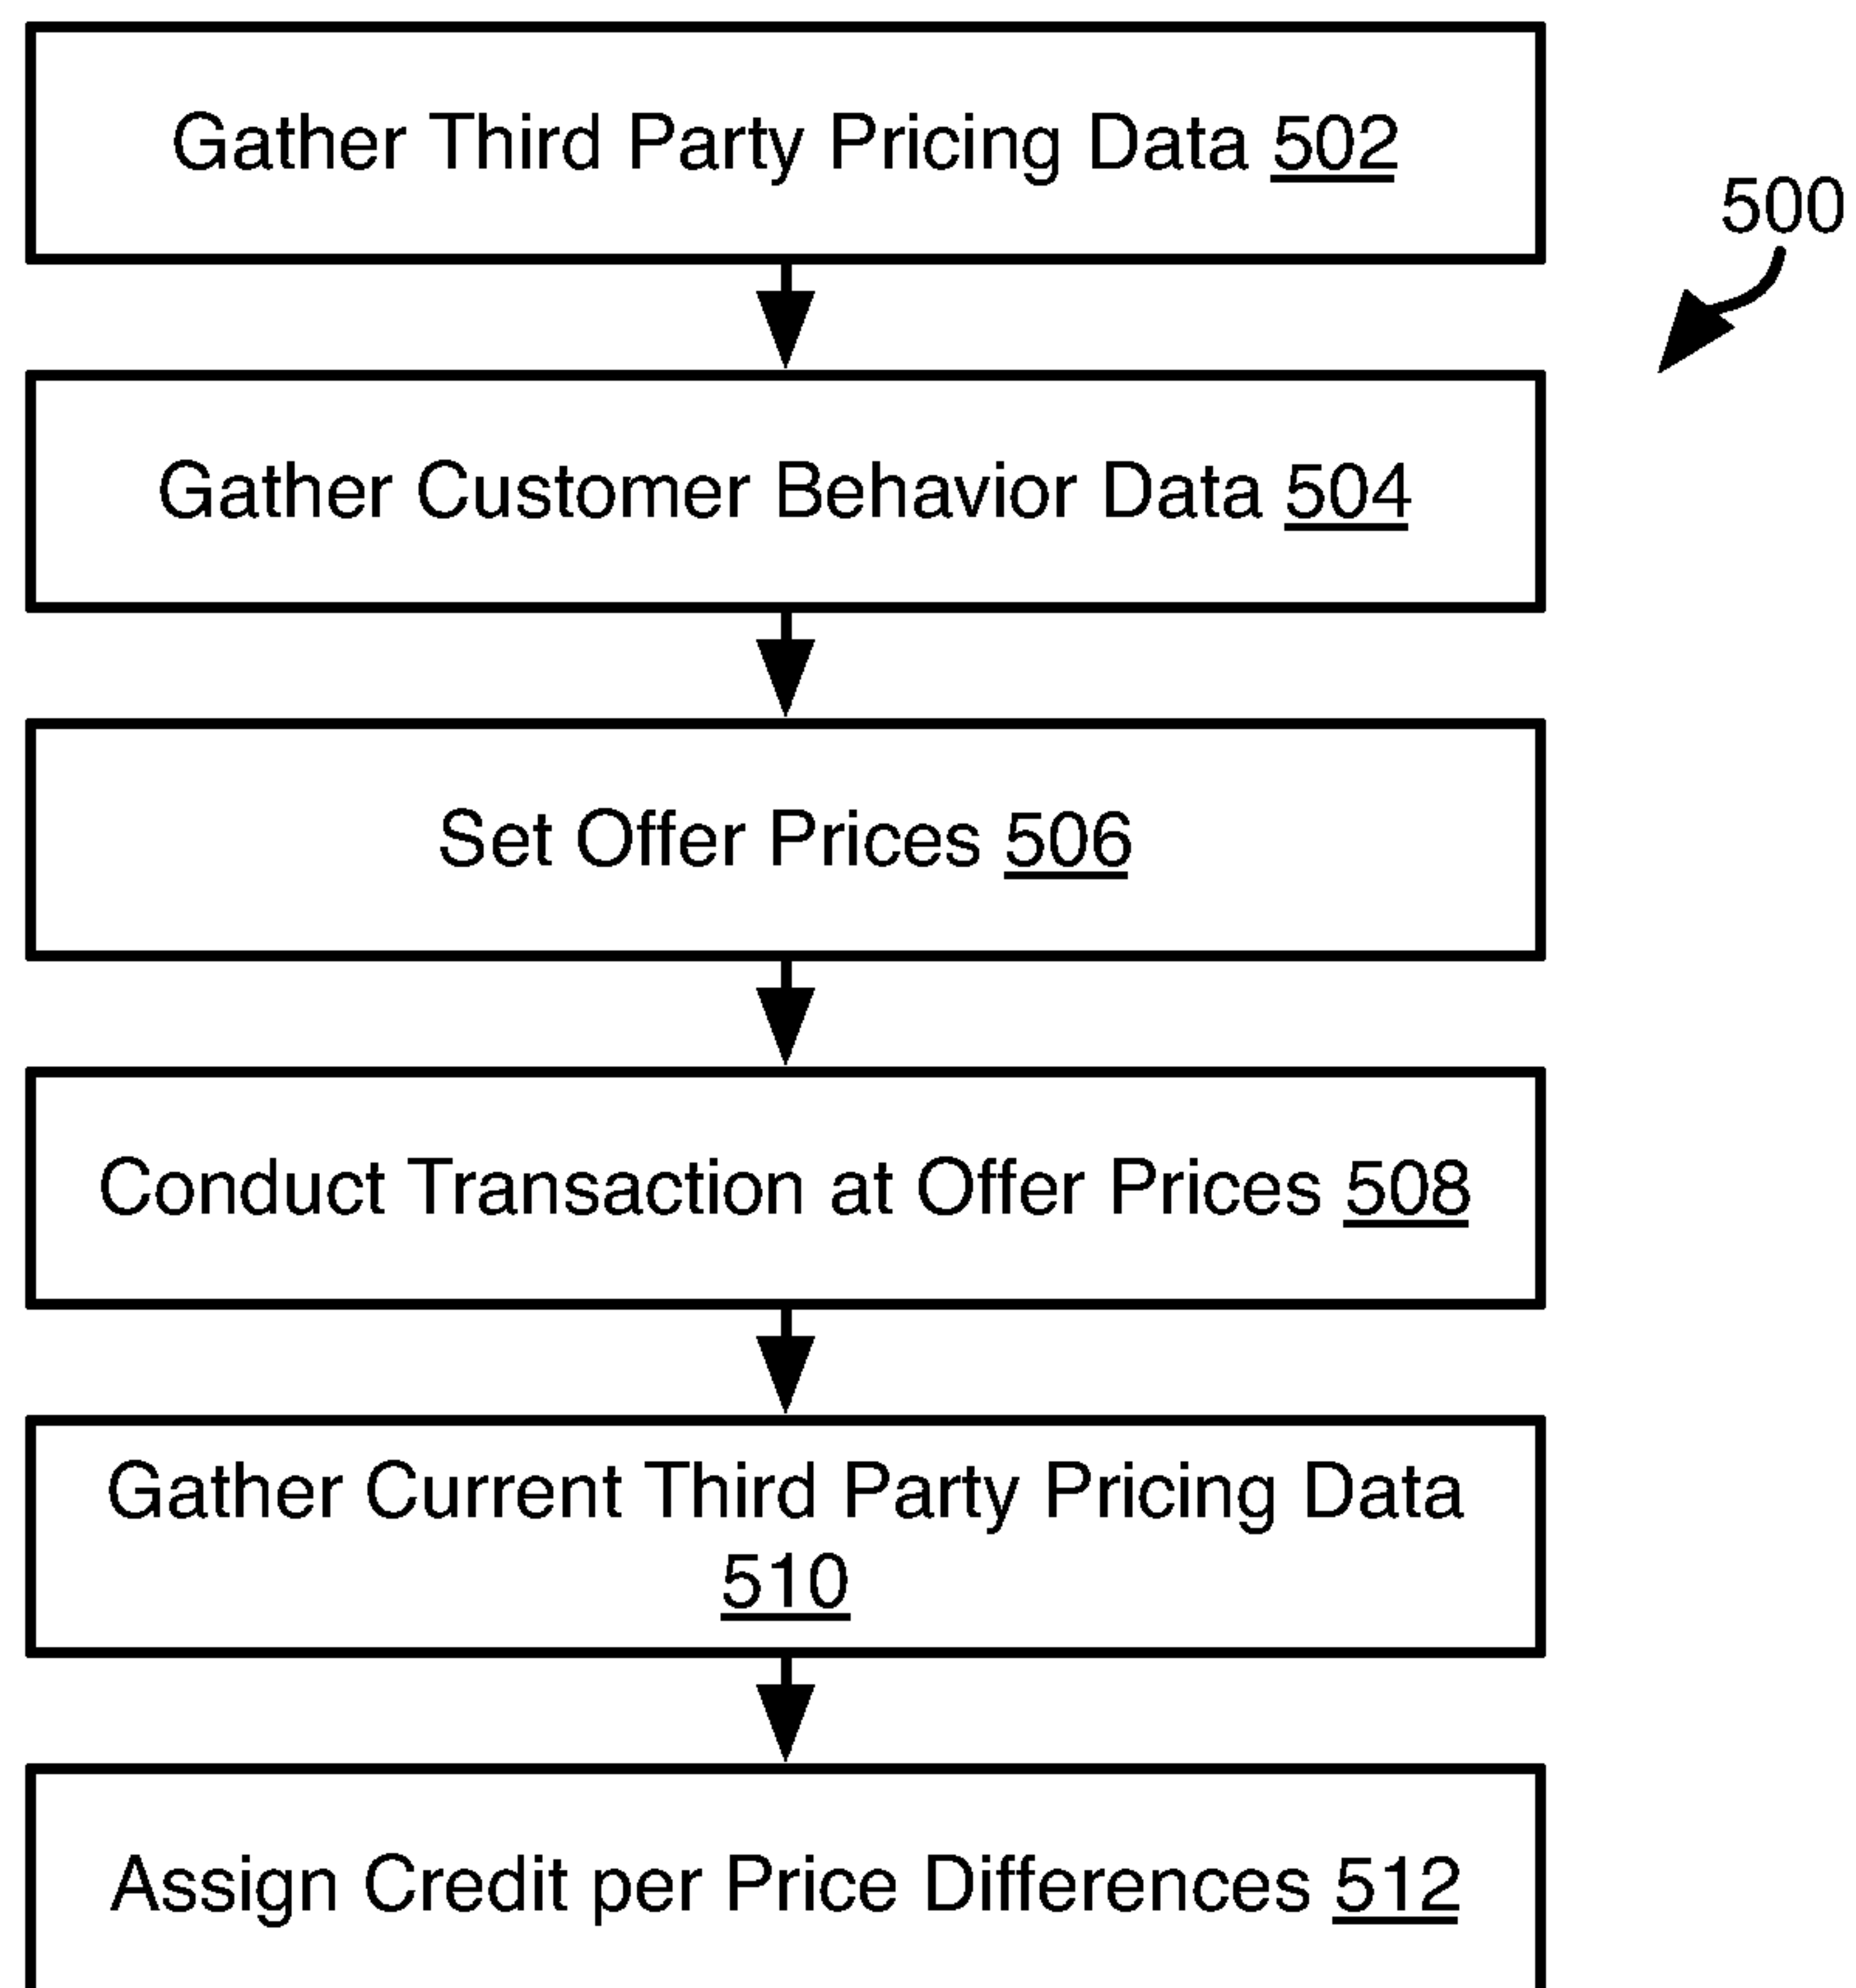 Gather Third Party Pricing Data 502
500
Gather Customer Behavior Data 504
Set Offer Prices 506
Conduct Transaction at Offer Prices 508
Gather Current Third Party Pricing Data
510
Assign Credit per Price Differences 512